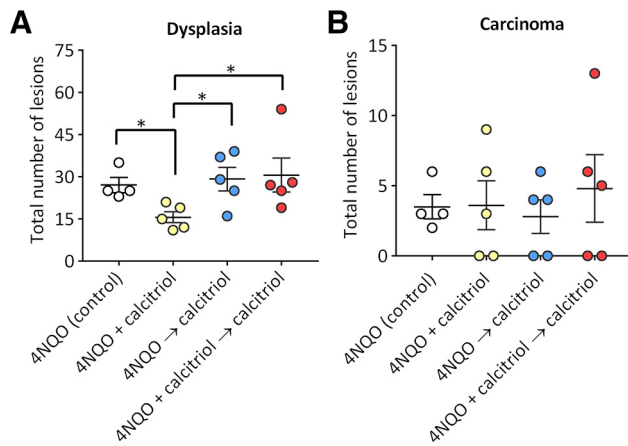 A
Dysplasia
Total number of lesions
75
60
45
30
15
0
*
*
*
4NQO (control)
4NQO + calcitriol
4NQO → calcitriol
4NQO + calcitriol → calcitriol
B
Carcinoma
Total number of lesions
15
10
5
0
4NQO (control)
4NQO + calcitriol
4NQO → calcitriol
4NQO + calcitriol → calcitriol